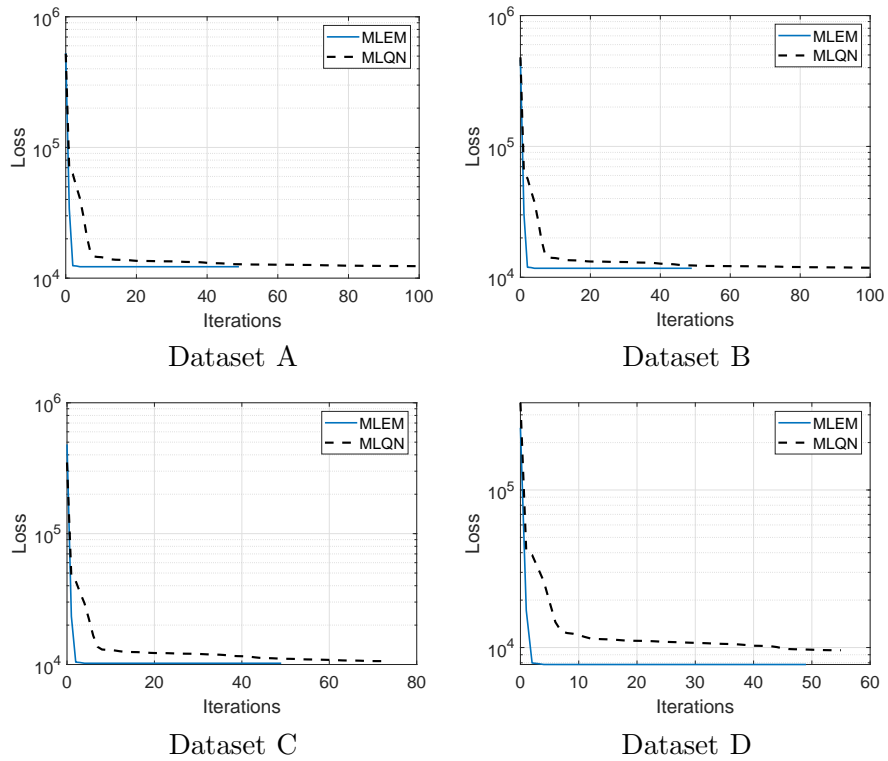 10^6
MLEM
MLQN
10^5
Loss
10^4
0 20 40 60 80 100
Iterations
Dataset A
10^6
MLEM
MLQN
10^5
Loss
10^4
0 20 40 60 80 100
Iterations
Dataset B
10^6
MLEM
MLQN
10^5
Loss
10^4
0 20 40 60 80
Iterations
Dataset C
MLEM
MLQN
10^5
Loss
10^4
0 10 20 30 40 50 60
Iterations
Dataset D